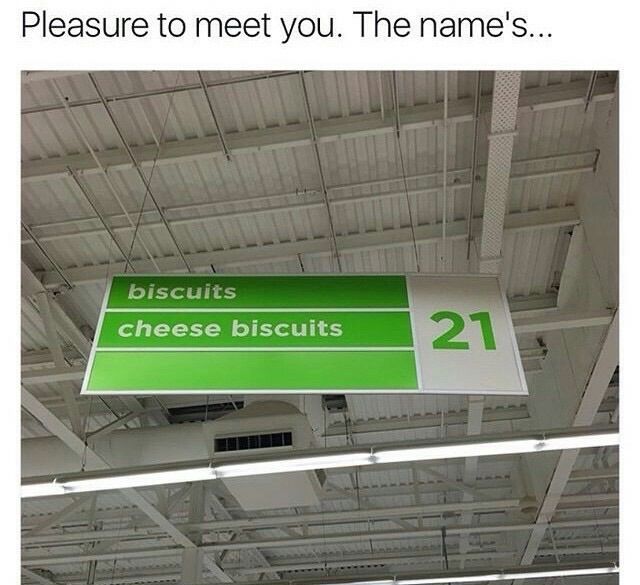 Pleasure to meet you. The name's...
biscuits
cheese biscuits
21